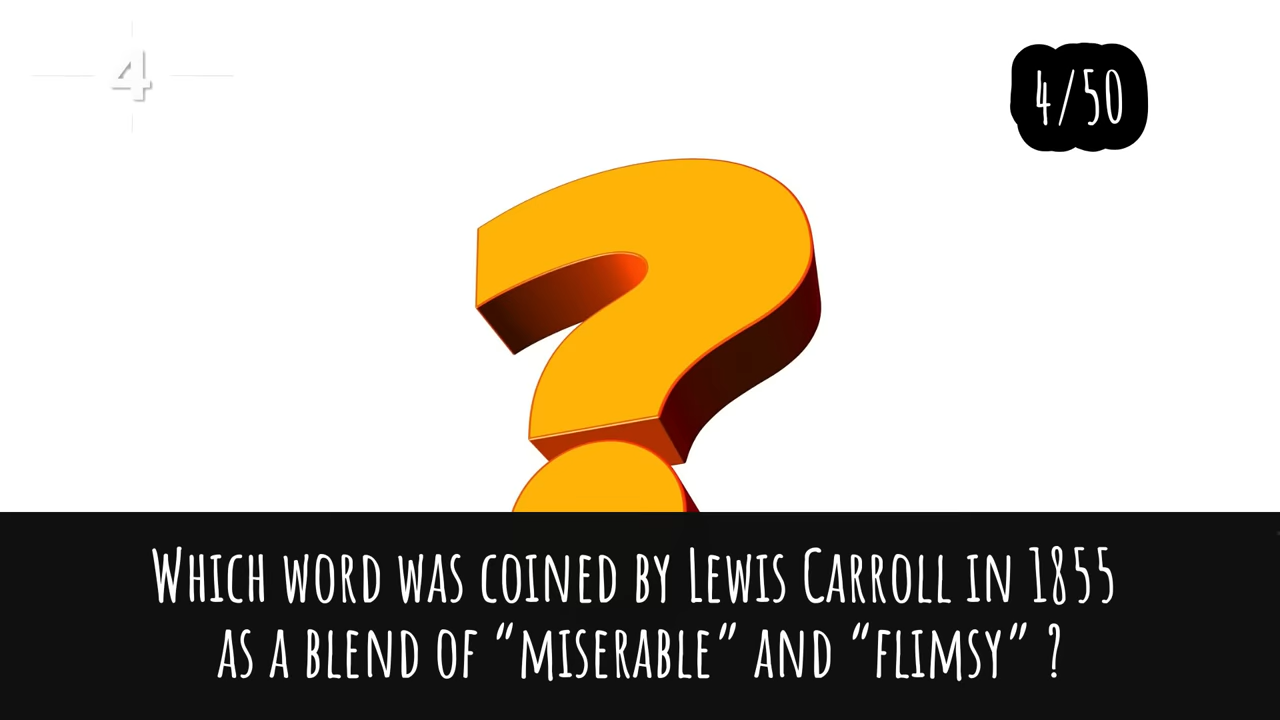 4
4/50
Which word was coined by Lewis Carroll in 1855
as a blend of “miserable” and “flimsy” ?